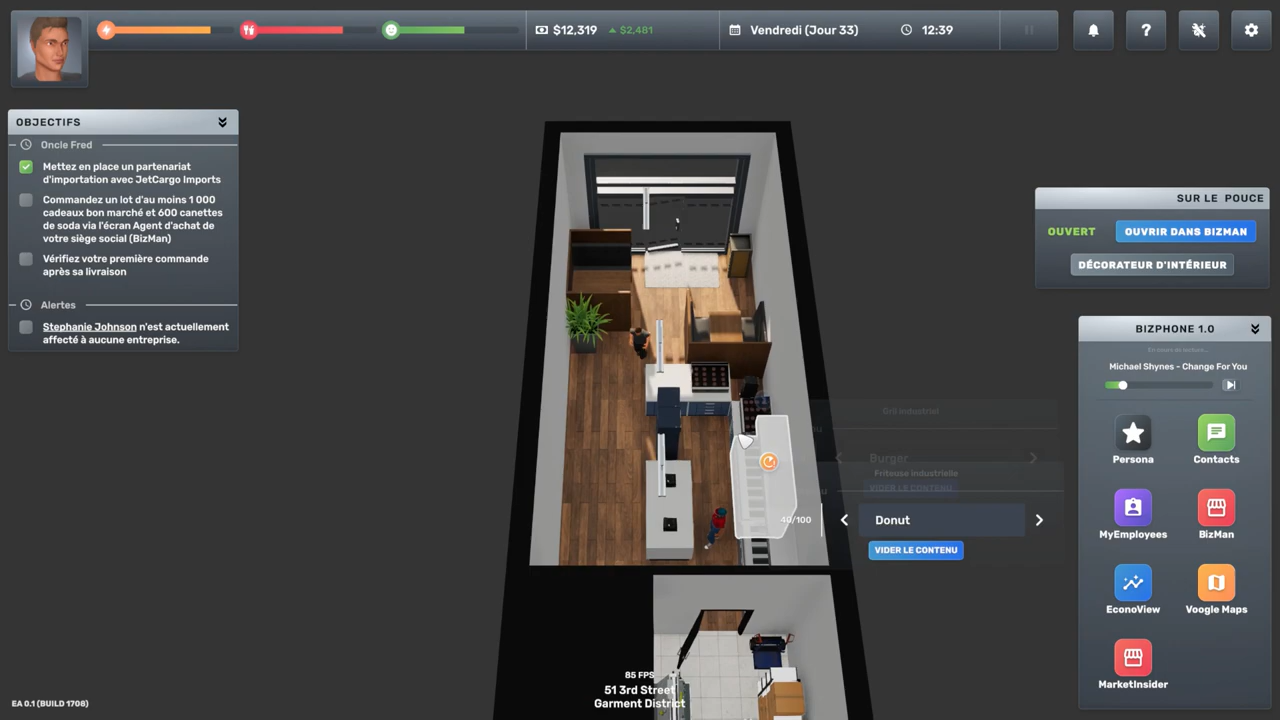 $12,319
$2,481
Vendredi (Jour 33)
12:39
OBJECTIFS
Oncle Fred
Mettez en place un partenariat
d'importation avec JetCargo Imports
Commandez un lot d'au moins 1 000
cadeaux bon marché et 600 canettes
de soda via l'écran Agent d'achat de
votre siège social (BizMan)
Vérifiez votre première commande
après sa livraison
Alertes
Stephanie Johnson n'est actuellement
affecté à aucune entreprise.
SUR LE POUCE
OUVERT
OUVRIR DANS BIZMAN
DÉCORATEUR D'INTÉRIEUR
BIZPHONE 1.0
En cours de lecture...
Michael Shynes - Change For You
Persona
Contacts
MyEmployees
BizMan
EconoView
Voogle Maps
MarketInsider
Gril industriel
Burger
Friteuse industrielle
VIDER LE CONTENU
40/100
Donut
VIDER LE CONTENU
85 FPS
51 3rd Street
Garment District
EA 0.1 (BUILD 1708)